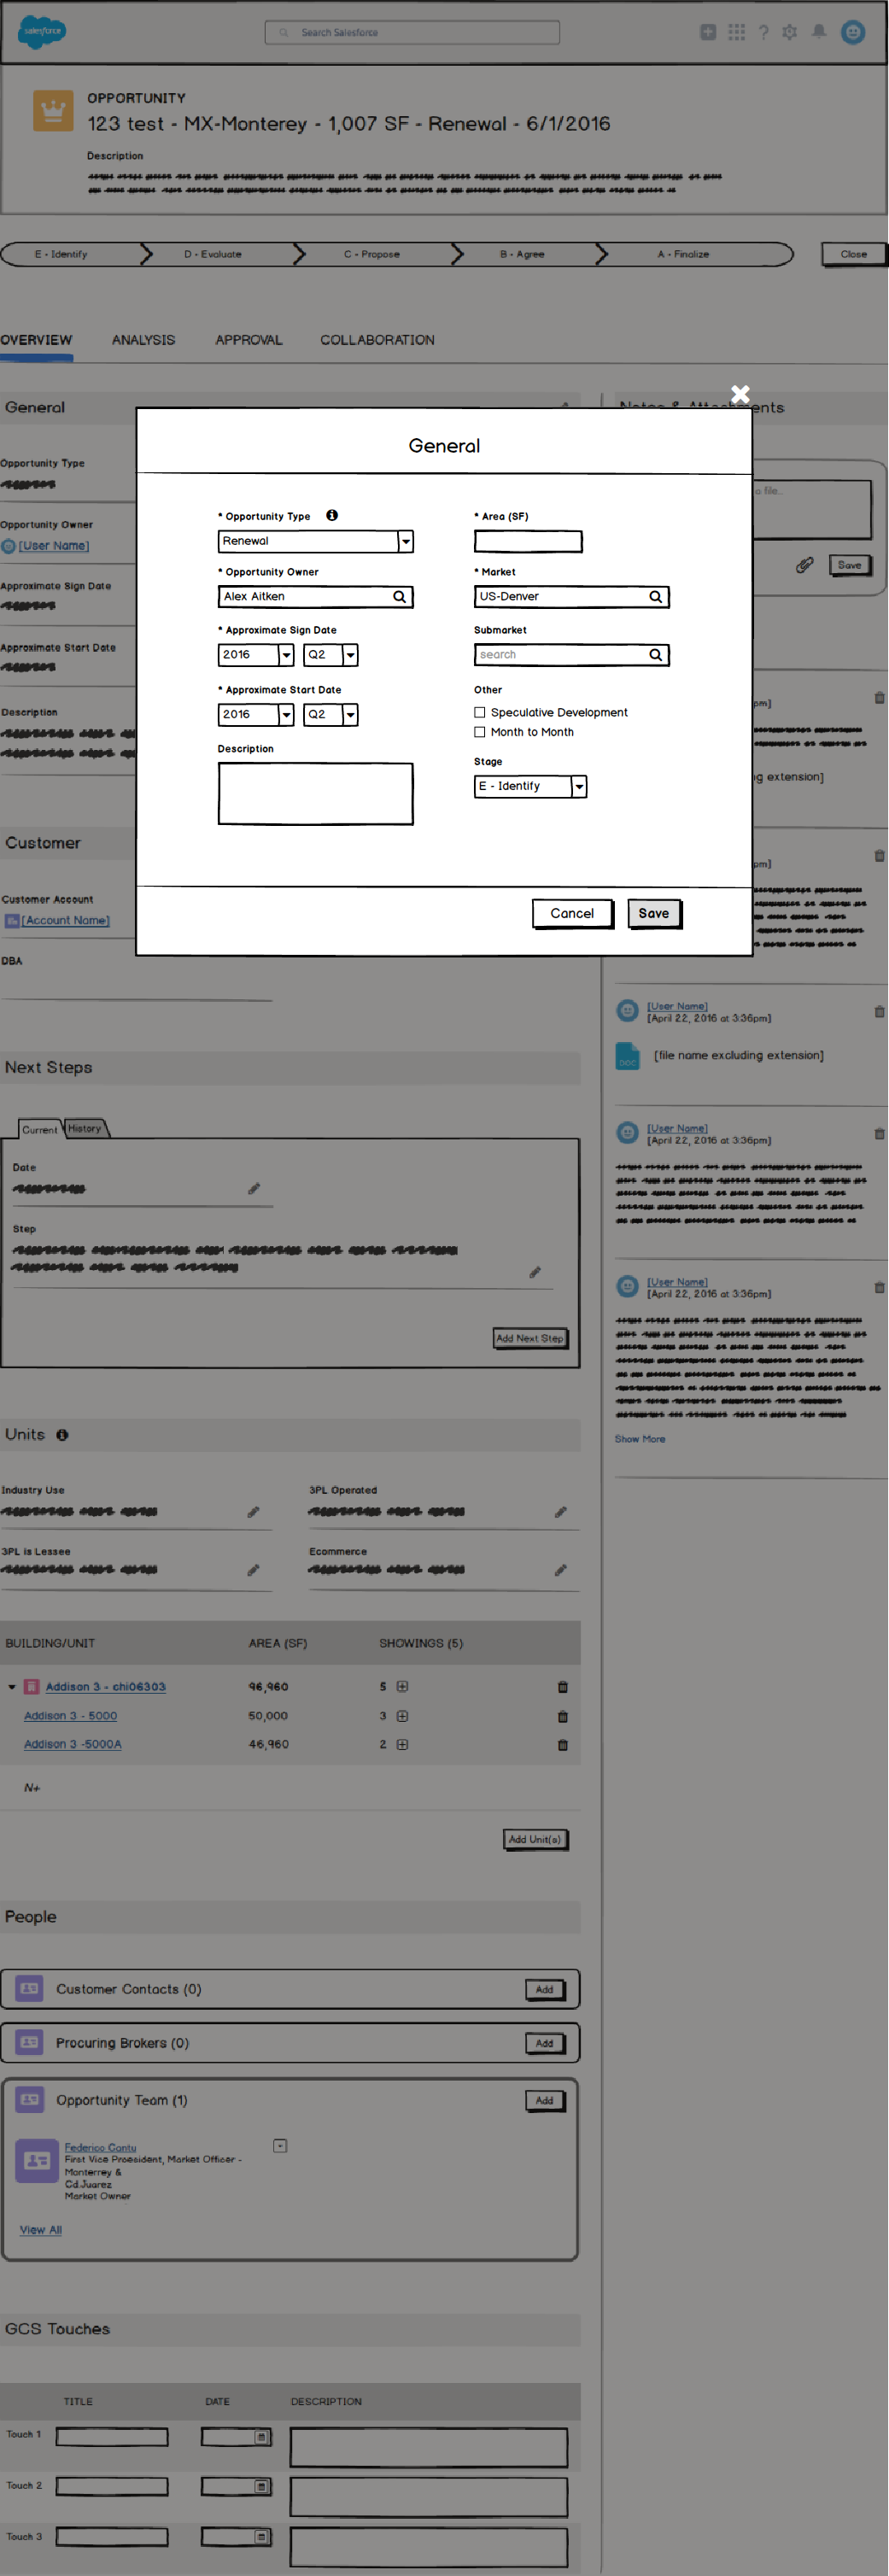 salesforce
Search Salesforce
OPPORTUNITY
123 test - MX-Monterey - 1,007 SF - Renewal - 6/1/2016
Description
E - Identify
D - Evaluate
C - Propose
B - Agree
A - Finalize
Close
OVERVIEW
ANALYSIS
APPROVAL
COLLABORATION
General
Notes & Attachments
Opportunity Type
Opportunity Owner
[User Name]
Approximate Sign Date
Approximate Start Date
Description
a file..
Save
General
* Opportunity Type
Renewal
* Area (SF)
* Opportunity Owner
Alex Aitken
* Market
US-Denver
* Approximate Sign Date
2016
Q2
Submarket
search
* Approximate Start Date
2016
Q2
Other
Speculative Development
Month to Month
Description
Stage
E - Identify
Cancel
Save
pm]
g extension]
pm]
Customer
Customer Account
[Account Name]
DBA
[User Name]
[April 22, 2016 at 3:36pm]
DOC
[file name excluding extension]
[User Name]
[April 22, 2016 at 3:36pm]
[User Name]
[April 22, 2016 at 3:36pm]
Show More
Next Steps
Current
History
Date
Step
Add Next Step
Units
Industry Use
3PL Operated
3PL is Lessee
Ecommerce
BUILDING/UNIT
AREA (SF)
SHOWINGS (5)
Addison 3 - chi06303
96,960
5
Addison 3 - 5000
50,000
3
Addison 3 -5000A
46,960
2
N+
Add Unit(s)
People
Customer Contacts (0)
Add
Procuring Brokers (0)
Add
Opportunity Team (1)
Add
Federico Cantu
First Vice President, Market Officer -
Monterrey &
Cd.Juarez
Market Owner
View All
GCS Touches
TITLE
DATE
DESCRIPTION
Touch 1
Touch 2
Touch 3